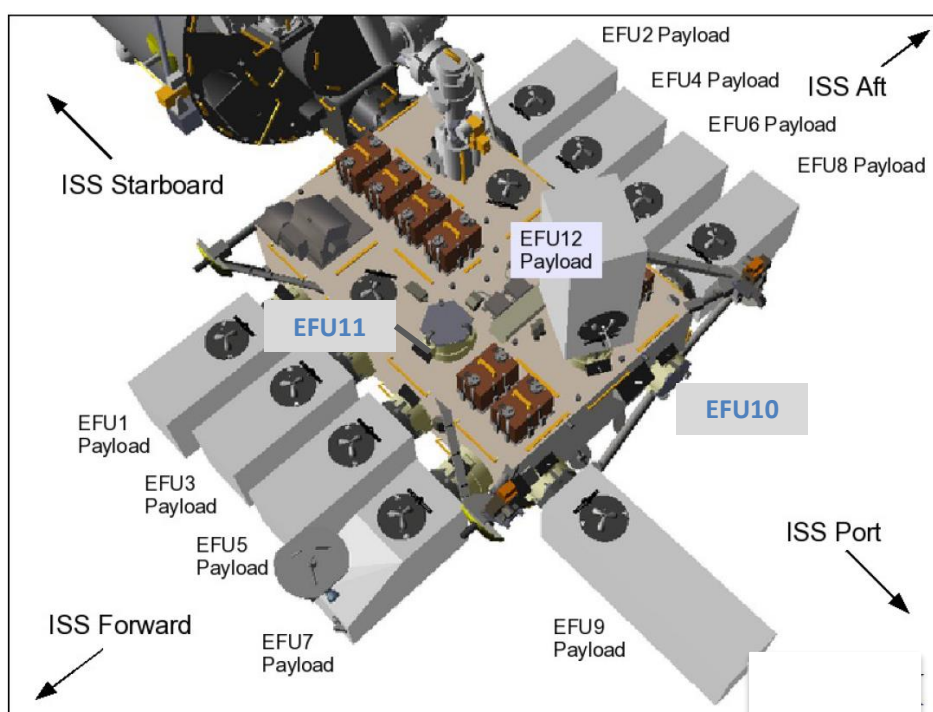 EFU2 Payload
EFU4 Payload
ISS Aft
EFU6 Payload
EFU8 Payload
ISS Starboard
EFU12
Payload
EFU11
EFU10
EFU1
Payload
EFU3
Payload
EFU5
Payload
ISS Port
ISS Forward
EFU7
Payload
EFU9
Payload